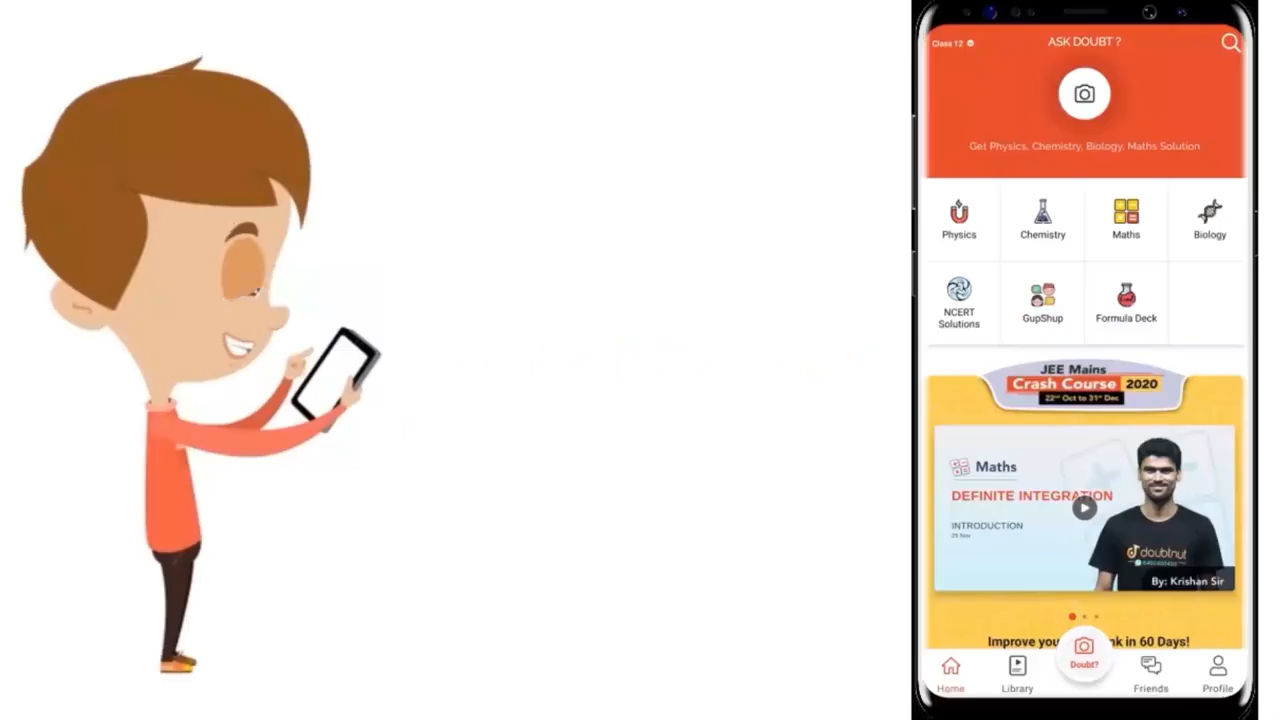 Class 12
ASK DOUBT ?
Get Physics, Chemistry, Biology, Maths Solution
Physics
Chemistry
Maths
Biology
NCERT
Solutions
GupShup
Formula Deck
JEE Mains
Crash Course 2020
22nd Oct to 31st Dec
Maths
DEFINITE INTEGRATION
INTRODUCTION
25 Nov
doubtnut
By: Krishan Sir
in 60 Days!
Doubt?
Home
Library
Friends
Profile